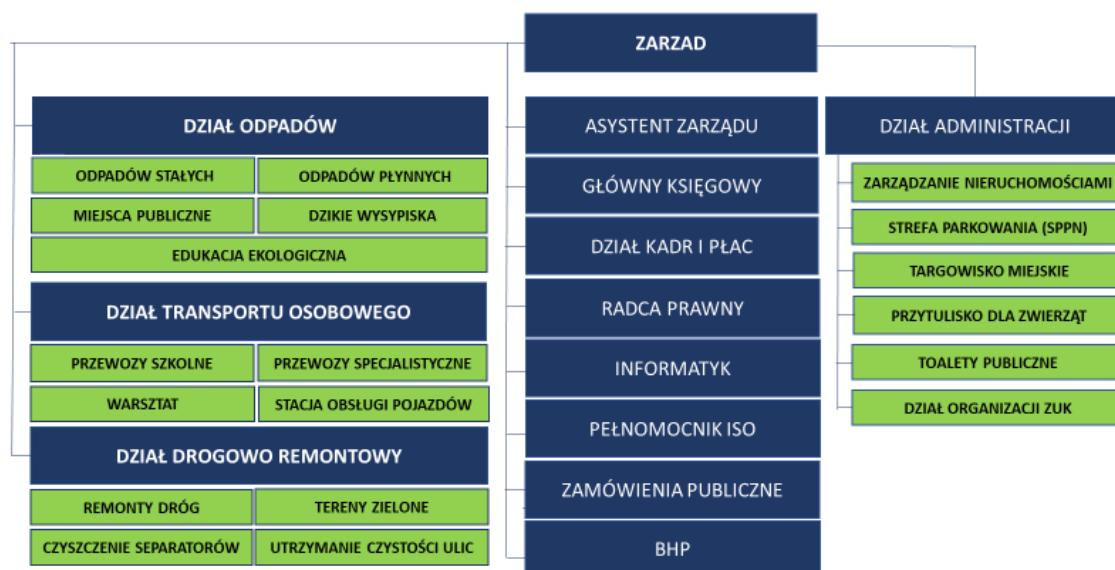 ZARZAD
DZIAŁ ODPADÓW
ODPADÓW STAŁYCH
ODPADÓW PŁYNNYCH
MIEJSCA PUBLICZNE
DZIKIE WYSYPISKA
EDUKACJA EKOLOGICZNA
DZIAŁ TRANSPORTU OSOBOWEGO
PRZEWOZY SZKOLNE
PRZEWOZY SPECJALISTYCZNE
WARSZTAT
STACJA OBSŁUGI POJAZDÓW
DZIAŁ DROGOWO REMONTOWY
REMONTY DRÓG
TERENY ZIELONE
CZYSZCZENIE SEPARATORÓW
UTRZYMANIE CZYSTOŚCI ULIC
ASYSTENT ZARZĄDU
GŁÓWNY KSIĘGOWY
DZIAŁ KADR I PŁAC
RADCA PRAWNY
INFORMATYK
PEŁNOMOCNIK ISO
ZAMÓWIENIA PUBLICZNE
BHP
DZIAŁ ADMINISTRACJI
ZARZĄDZANIE NIERUCHOMOŚCIAMI
STREFA PARKOWANIA (SPPN)
TARGOWISKO MIEJSKIE
PRZYTULISKO DLA ZWIERZĄT
TOALETY PUBLICZNE
DZIAŁ ORGANIZACJI ZUK